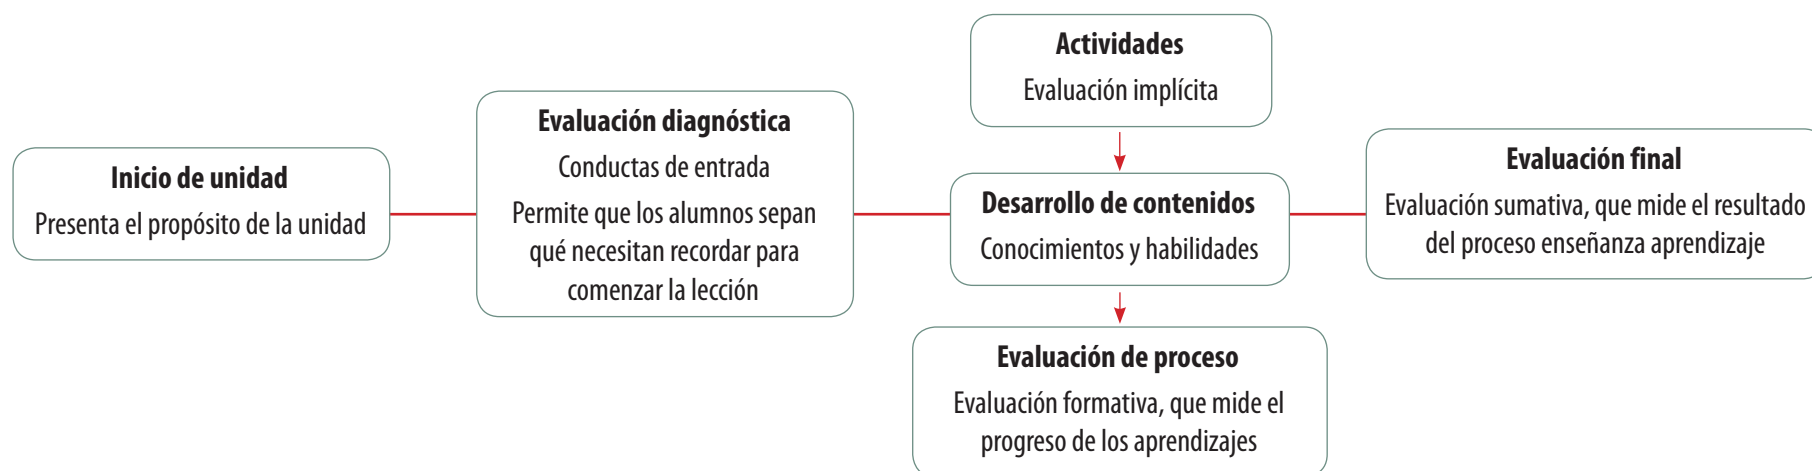 Inicio de unidad
Presenta el propósito de la unidad
Evaluación diagnóstica
Conductas de entrada
Permite que los alumnos sepan
qué necesitan recordar para
comenzar la lección
Actividades
Evaluación implícita
Desarrollo de contenidos
Conocimientos y habilidades
Evaluación de proceso
Evaluación formativa, que mide el
progreso de los aprendizajes
Evaluación final
Evaluación sumativa, que mide el resultado
del proceso enseñanza aprendizaje